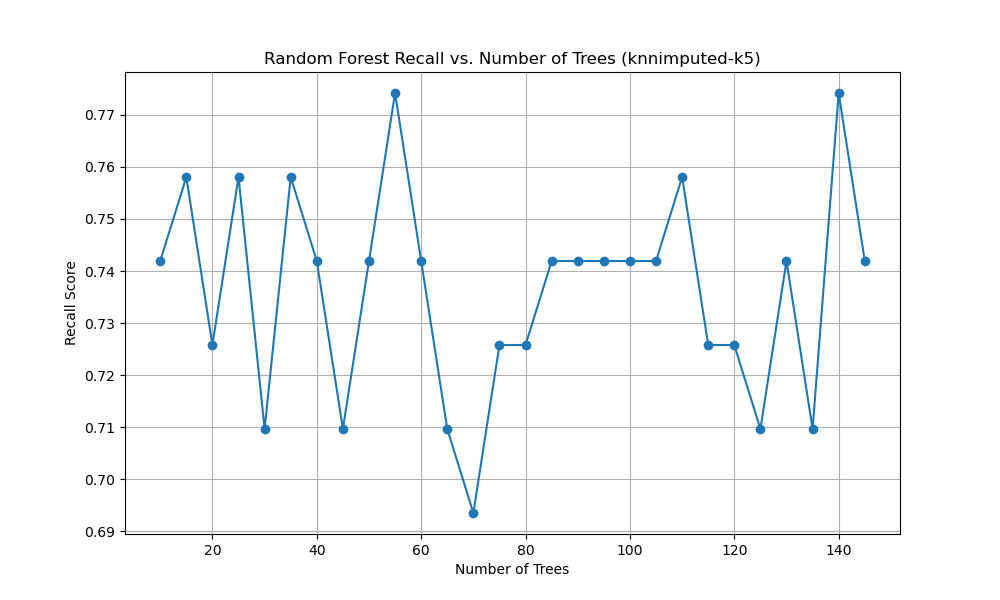 Random Forest Recall vs. Number of Trees (knnimputed-k5)
0.77
0.76
0.75
0.74
0.73
0.72
0.71
0.70
0.69
Recall Score
20 40 60 80 100 120 140
Number of Trees